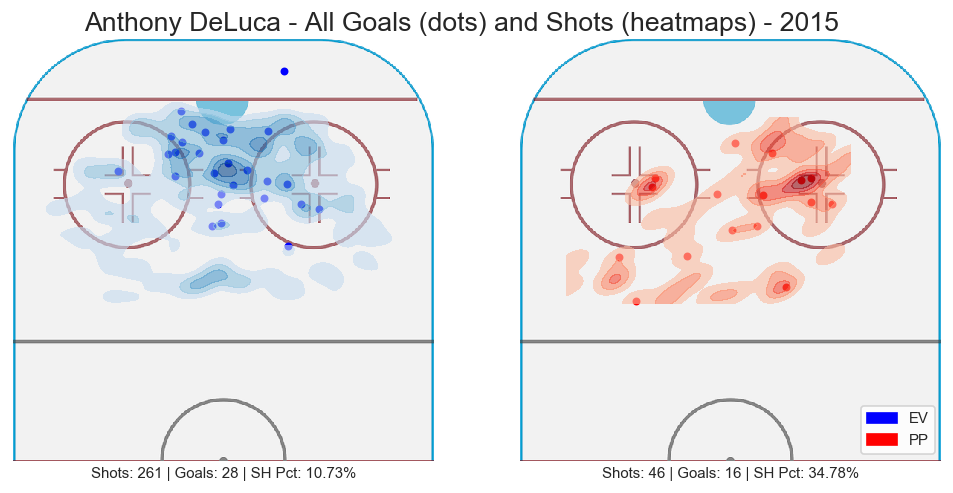 Anthony DeLuca - All Goals (dots) and Shots (heatmaps) - 2015
EV
PP
Shots: 261 | Goals: 28 | SH Pct: 10.73%
Shots: 46 | Goals: 16 | SH Pct: 34.78%